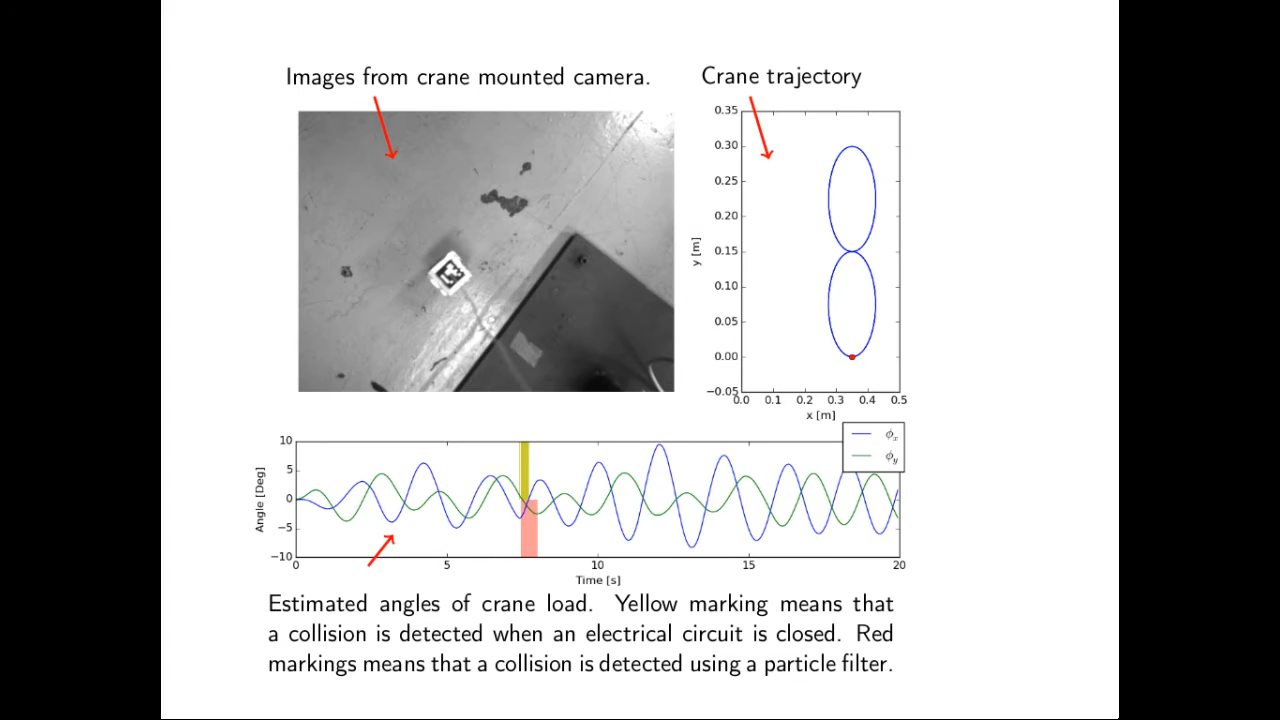 Images from crane mounted camera.
Crane trajectory
0.35
0.30
0.25
0.20
0.15
0.10
0.05
0.00
−0.05
y [m]
0.0 0.1 0.2 0.3 0.4 0.5
x [m]
ϕx
ϕy
10
5
0
−5
−10
Angle [Deg]
0 5 10 15 20
Time [s]
Estimated angles of crane load. Yellow marking means that
a collision is detected when an electrical circuit is closed. Red
markings means that a collision is detected using a particle filter.